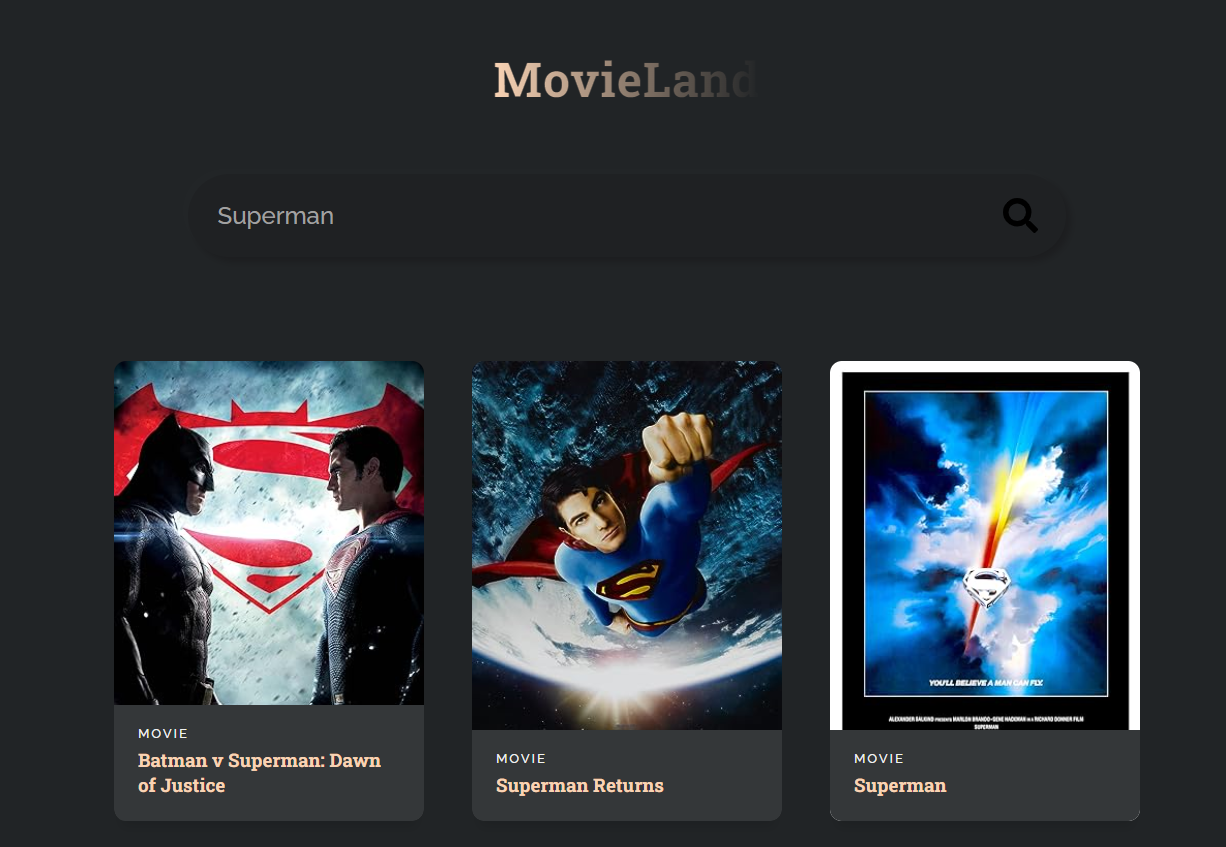 MovieLand
Superman
MOVIE
Batman v Superman: Dawn
of Justice
MOVIE
Superman Returns
YOU'LL BELIEVE A MAN CAN FLY.
ALEXANDER SALKIND PRESENTS MARLON BRANDO · GENE HACKMAN IN A RICHARD DONNER FILM
SUPERMAN
MOVIE
Superman